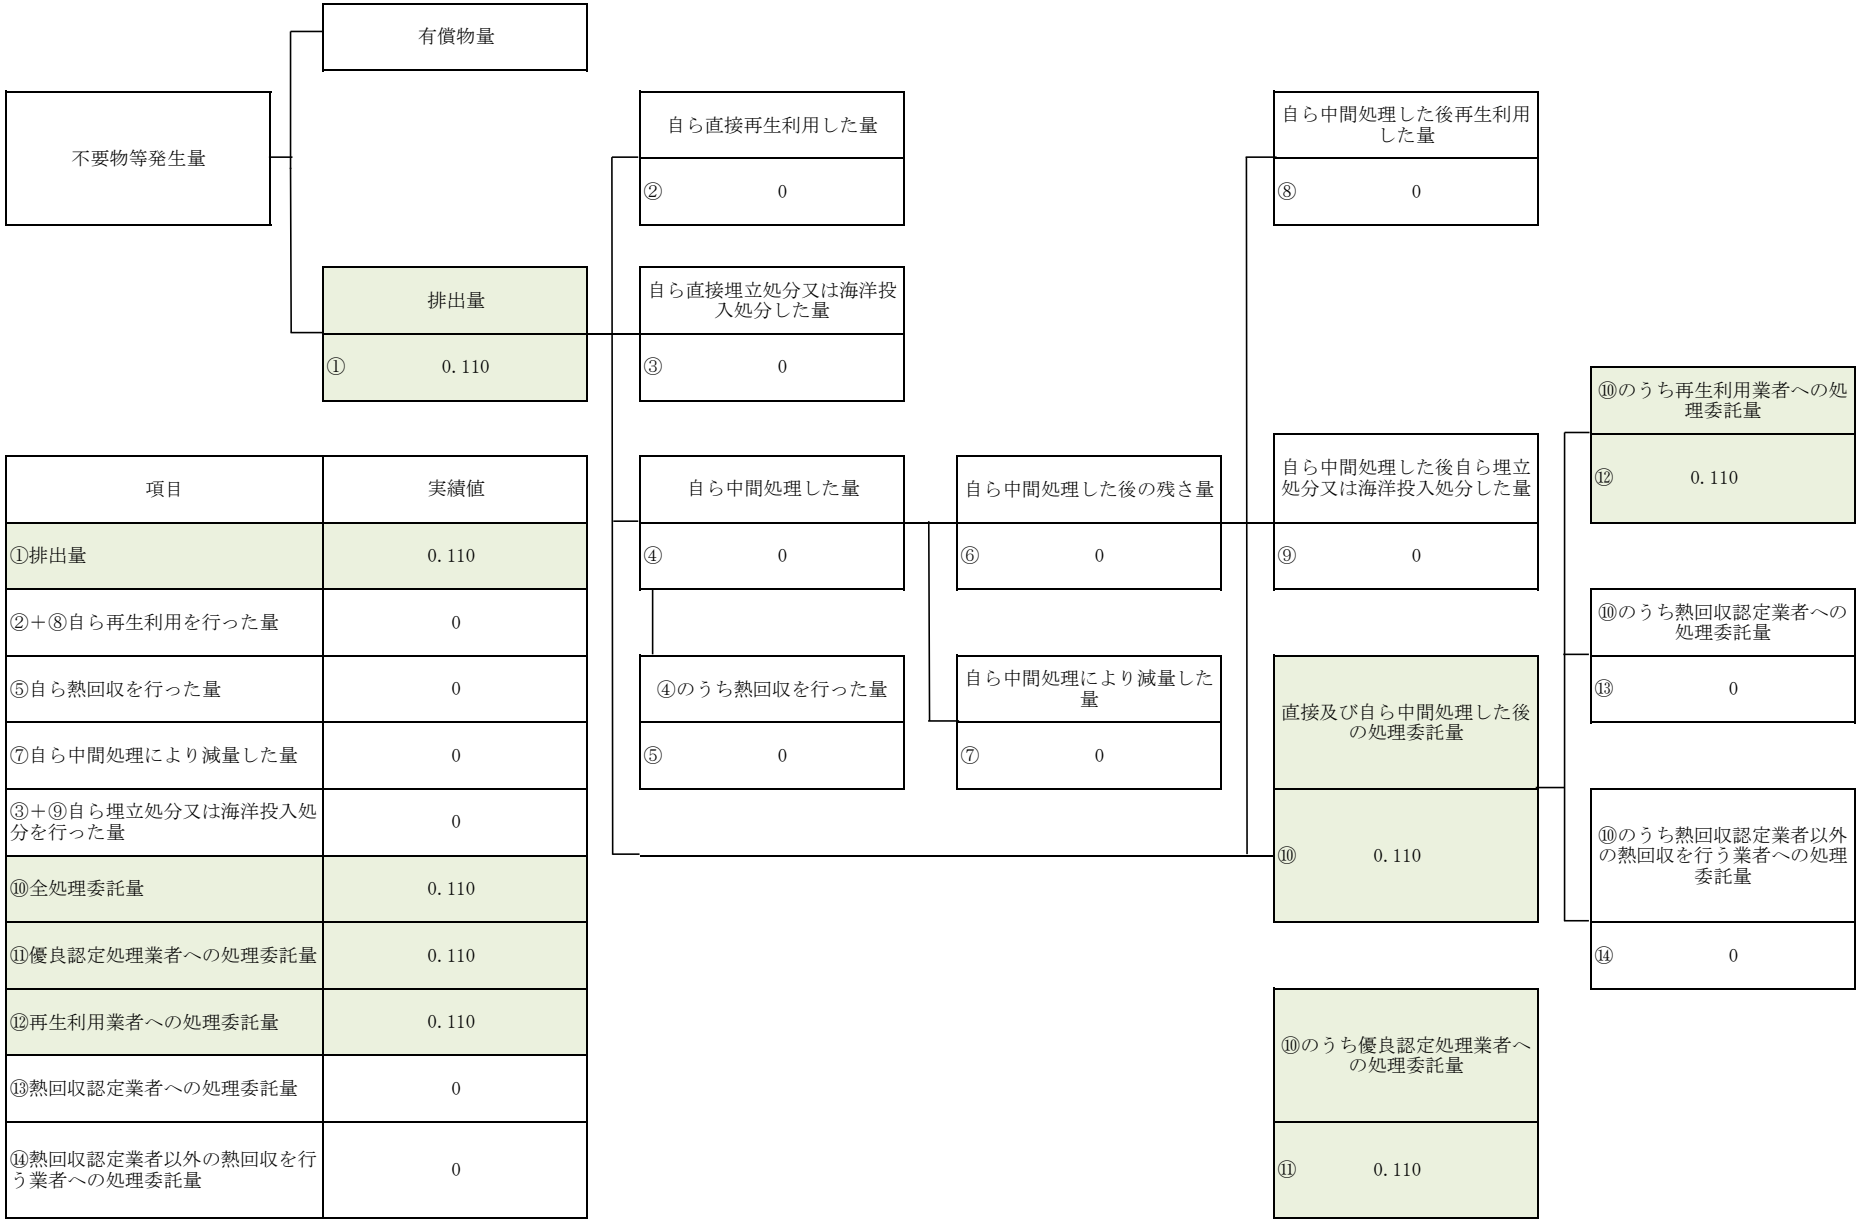 有償物量
不要物等発生量
自ら直接再生利用した量
② 0
自ら中間処理した後再生利用
した量
⑧ 0
排出量
① 0.110
自ら直接埋立処分又は海洋投
入処分した量
③ 0
⑩のうち再生利用業者への処
理委託量
⑫ 0.110
自ら中間処理した量
④ 0
自ら中間処理した後の残さ量
⑥ 0
自ら中間処理した後自ら埋立
処分又は海洋投入処分した量
⑨ 0
⑩のうち熱回収認定業者への
処理委託量
⑬ 0
④のうち熱回収を行った量
⑤ 0
自ら中間処理により減量した
量
⑦ 0
直接及び自ら中間処理した後
の処理委託量
⑩ 0.110
⑩のうち熱回収認定業者以外
の熱回収を行う業者への処理
委託量
⑭ 0
⑩のうち優良認定処理業者へ
の処理委託量
⑪ 0.110
項目 実績値
①排出量 0.110
②＋⑧自ら再生利用を行った量 0
⑤自ら熱回収を行った量 0
⑦自ら中間処理により減量した量 0
③＋⑨自ら埋立処分又は海洋投入処
分を行った量 0
⑩全処理委託量 0.110
⑪優良認定処理業者への処理委託量 0.110
⑫再生利用業者への処理委託量 0.110
⑬熱回収認定業者への処理委託量 0
⑭熱回収認定業者以外の熱回収を行
う業者への処理委託量 0